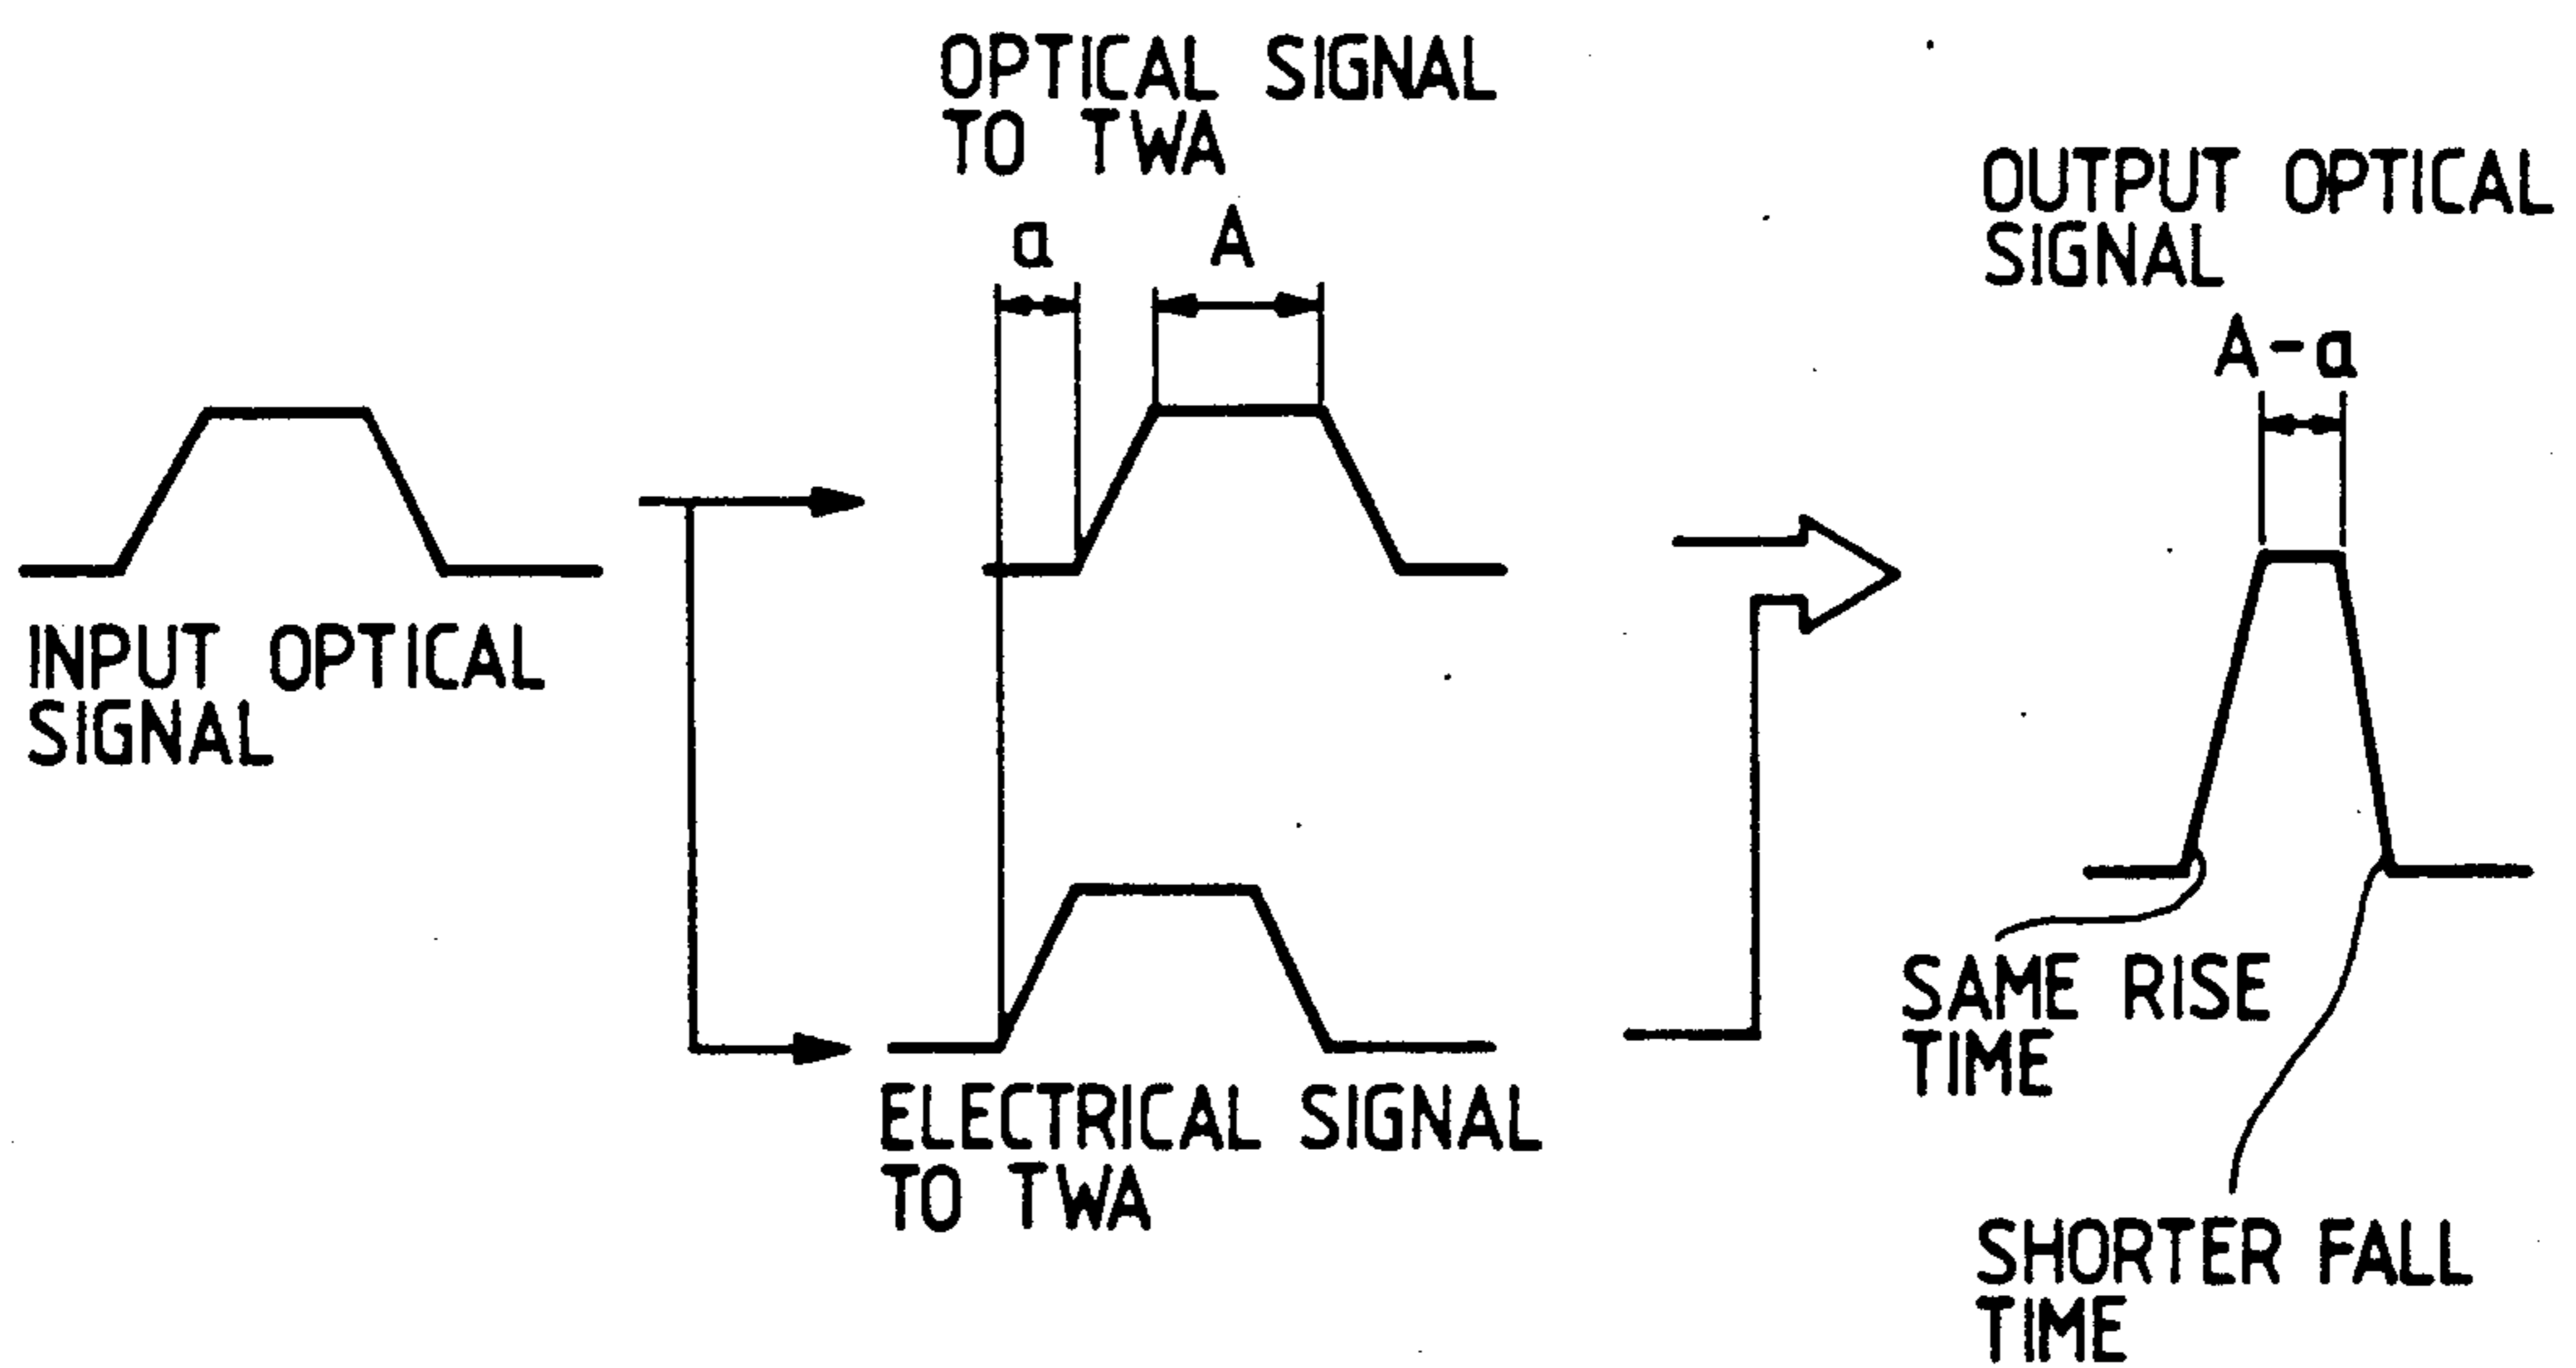 OPTICAL SIGNAL
TO TWA
a
A
OUTPUT OPTICAL
SIGNAL
A-a
INPUT OPTICAL
SIGNAL
SAME RISE
TIME
ELECTRICAL SIGNAL
TO TWA
SHORTER FALL
TIME